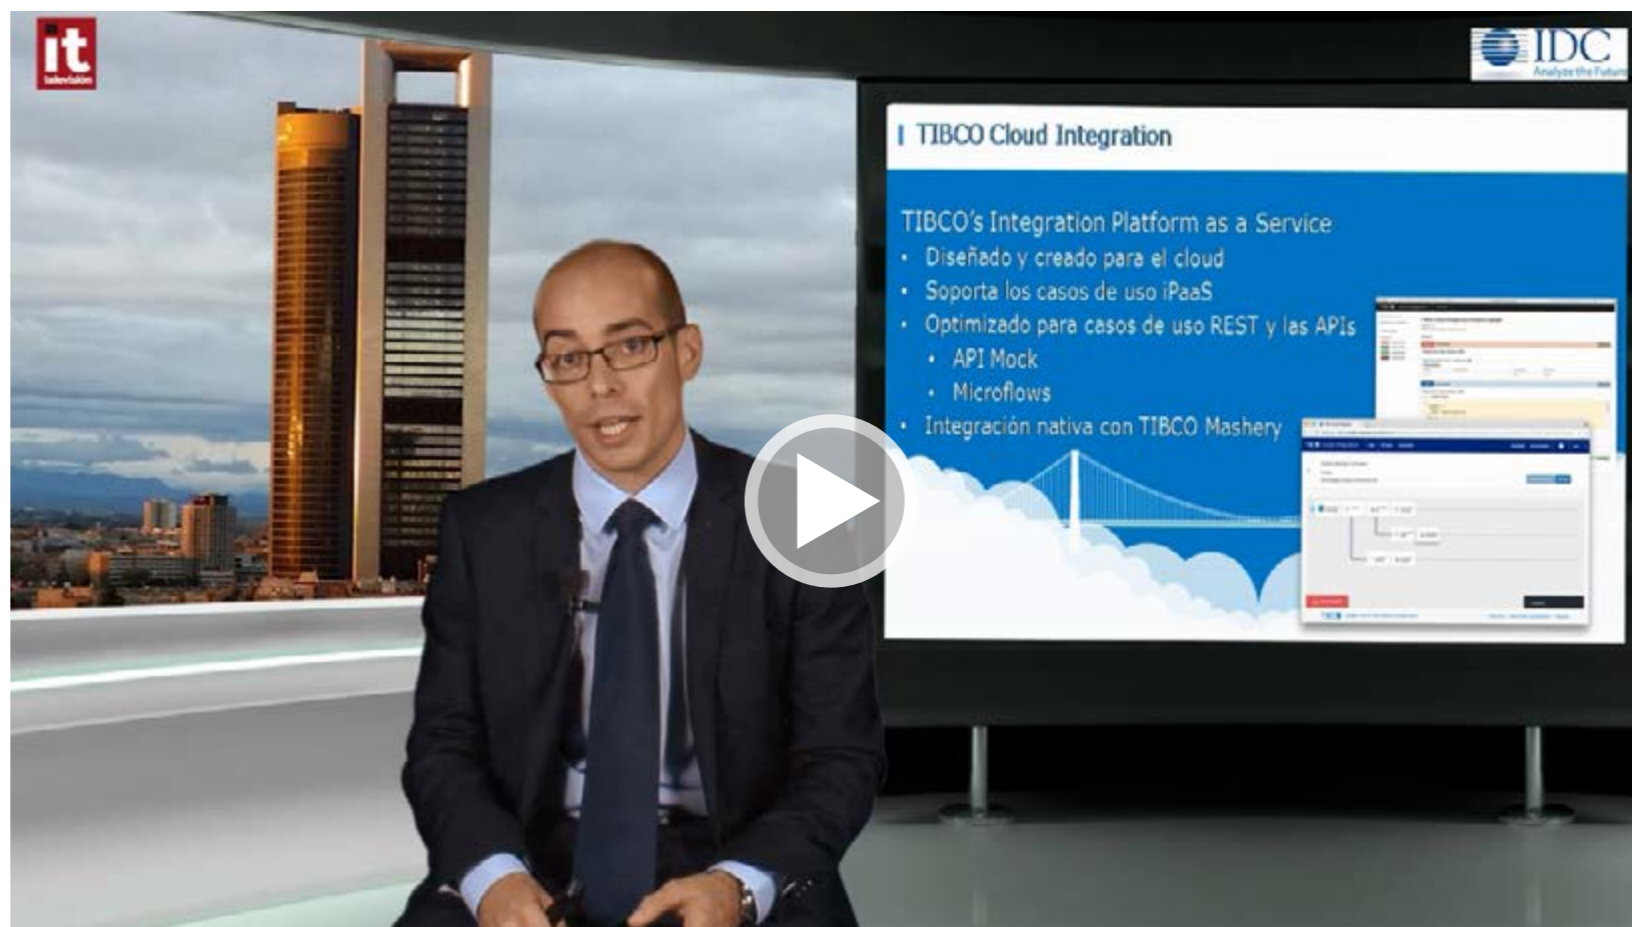 it
televisión
IDC
Analyze the Future
TIBCO Cloud Integration
TIBCO's Integration Platform as a Service
• Diseñado y creado para el cloud
• Soporta los casos de uso iPaaS
• Optimizado para casos de uso REST y las APIs
• API Mock
• Microflows
• Integración nativa con TIBCO Mashery